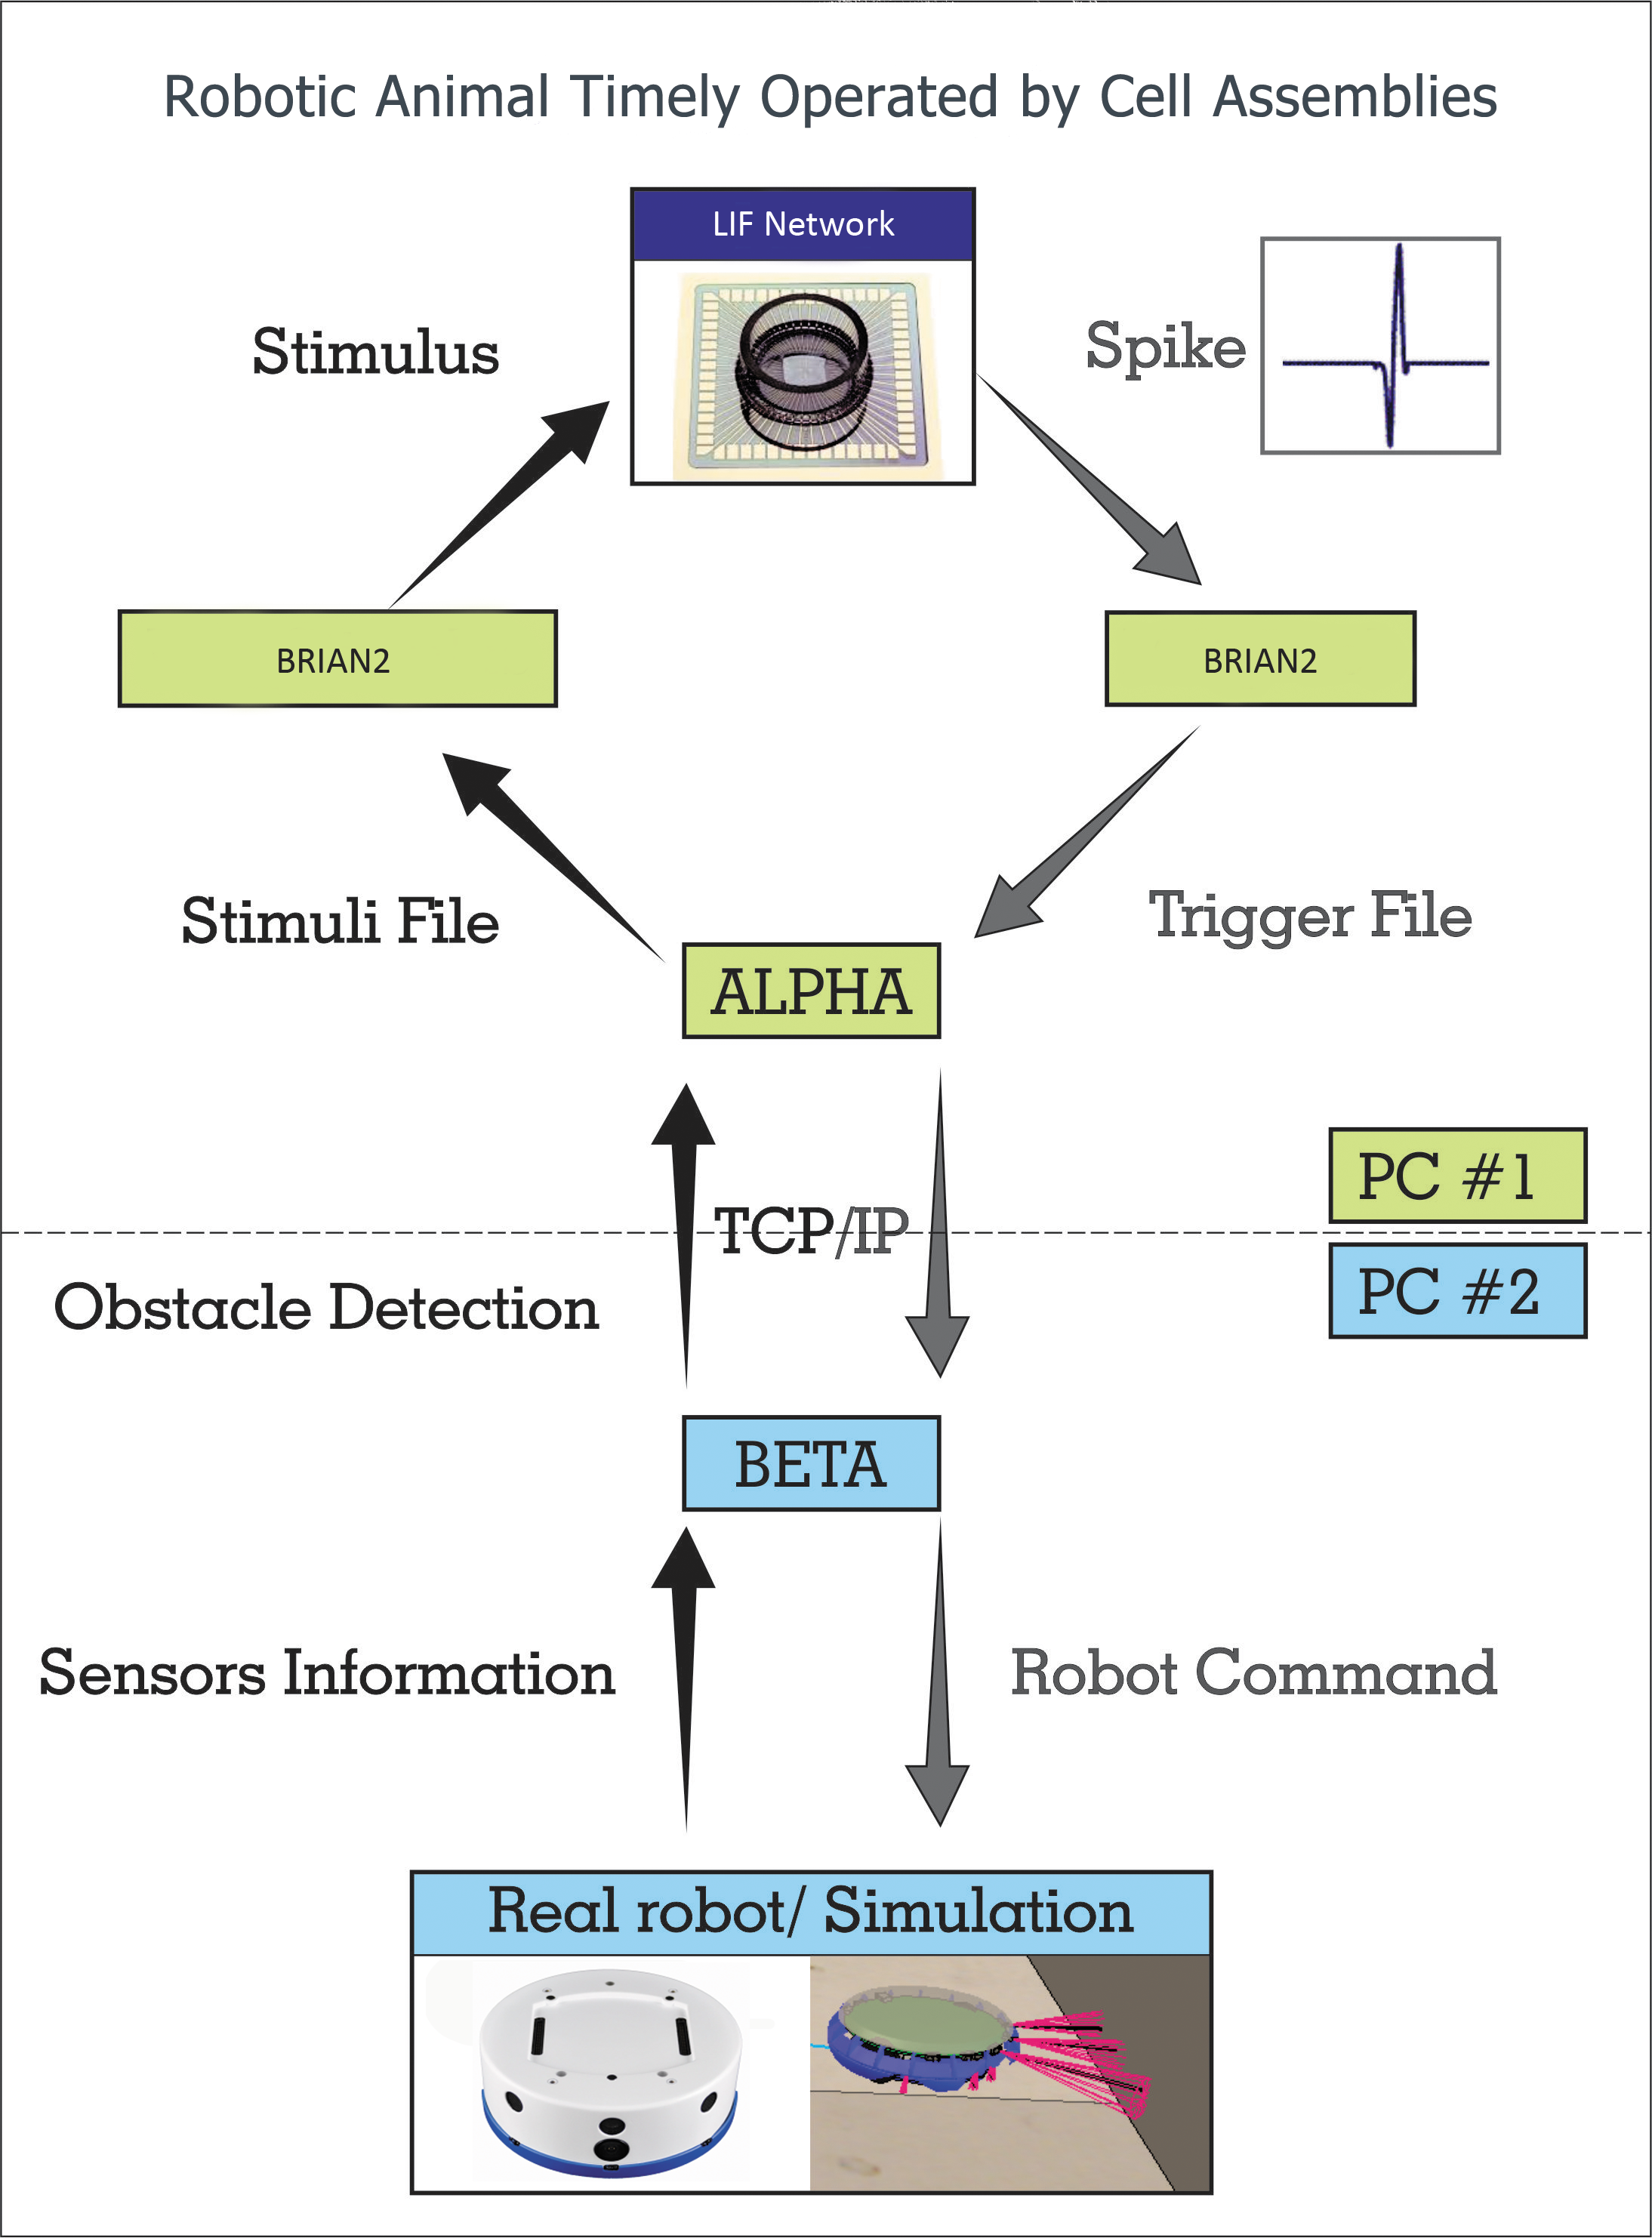 Robotic Animal Timely Operated by Cell Assemblies
LIF Network
Stimulus
Spike
BRIAN2
BRIAN2
Stimuli File
Trigger File
ALPHA
PC #1
TCP/IP
PC #2
Obstacle Detection
BETA
Sensors Information
Robot Command
Real robot/ Simulation